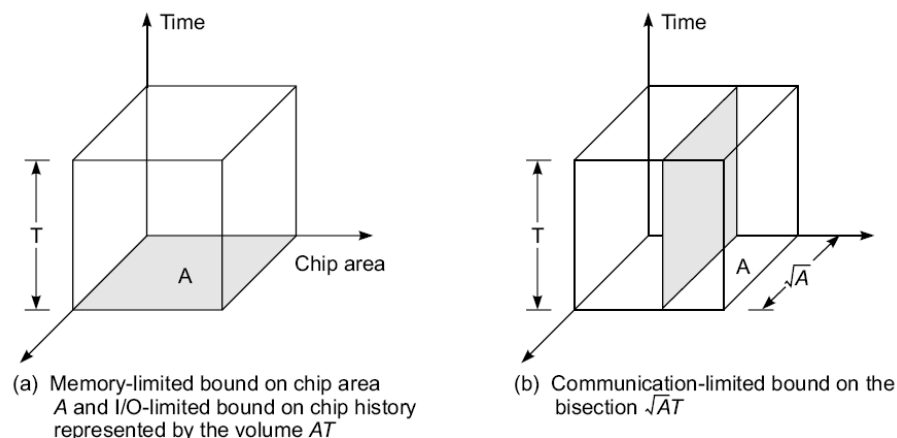 Time
T
A
Chip area
(a) Memory-limited bound on chip area
A and I/O-limited bound on chip history
represented by the volume AT
Time
T
A
√A
(b) Communication-limited bound on the
bisection √AT